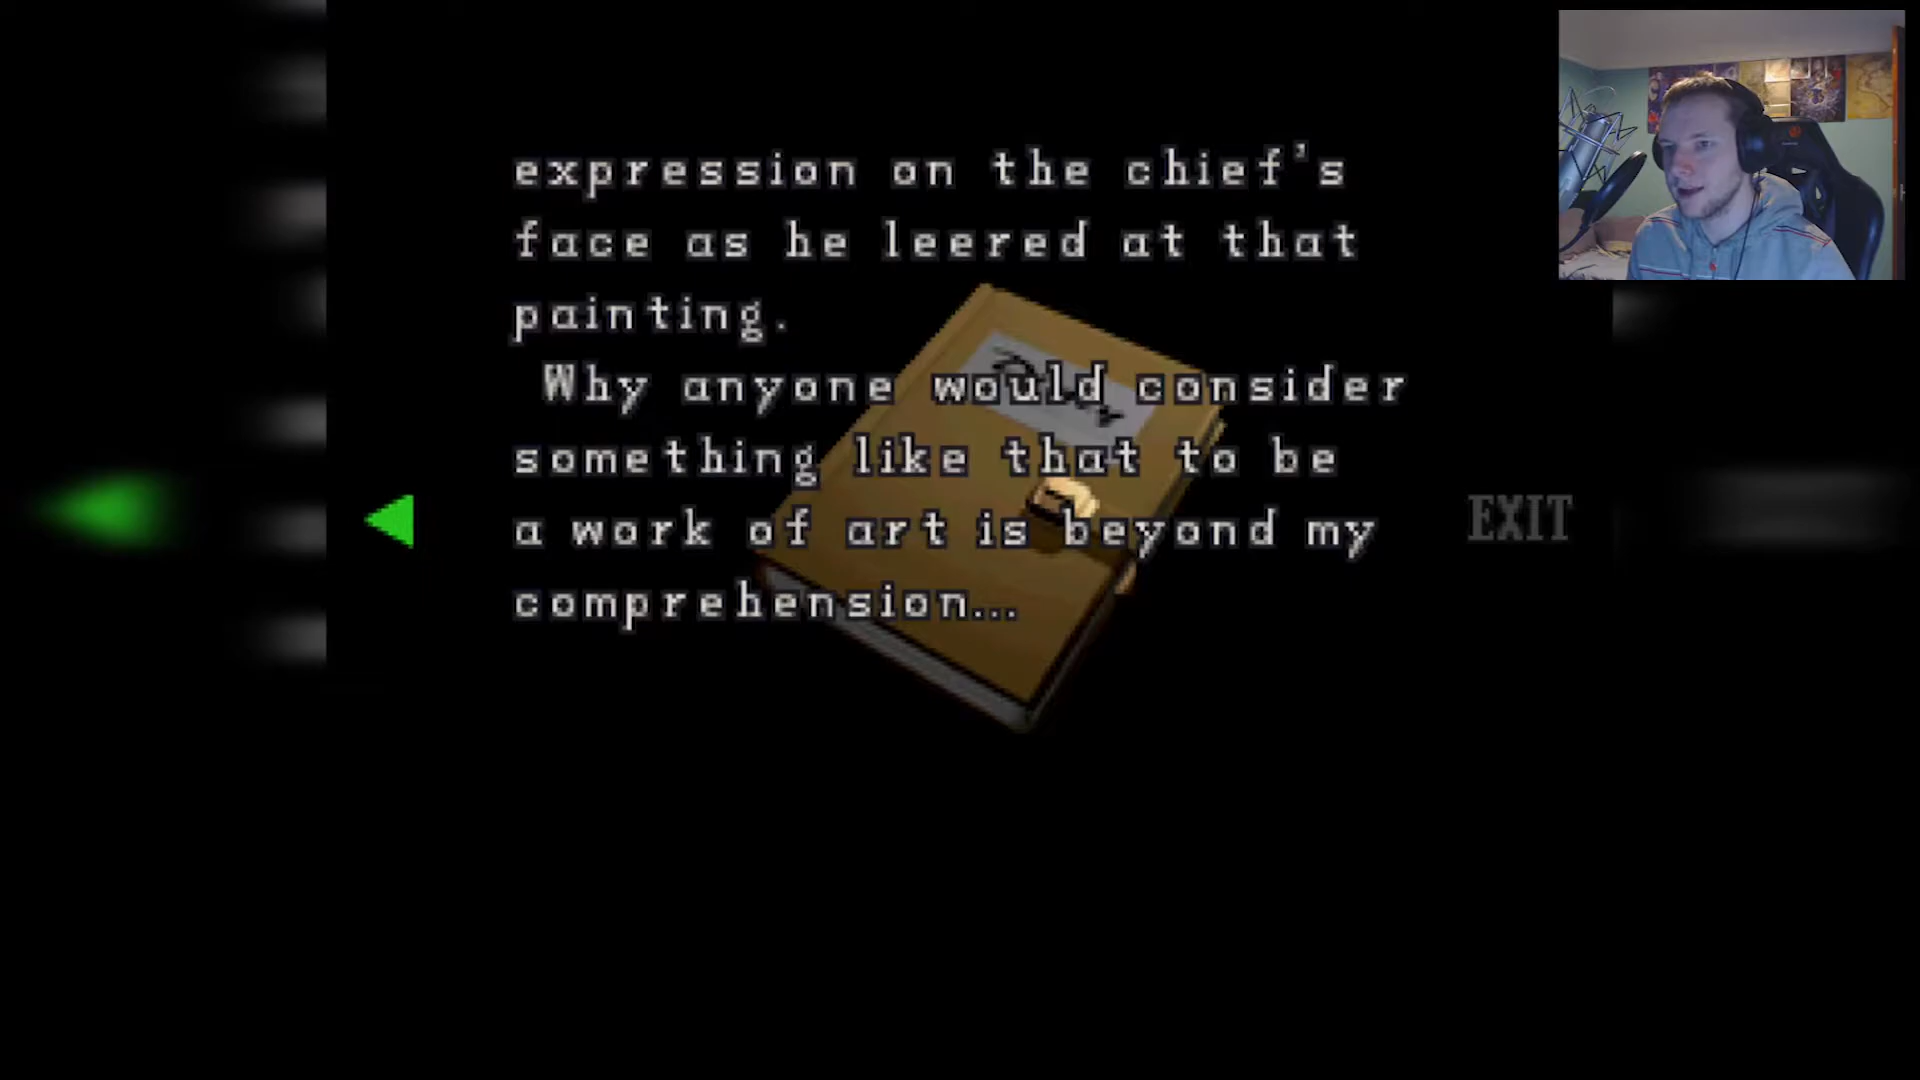 expression on the chief's
face as he leered at that
painting.
Why anyone would consider
something like that to be
a work of art is beyond my
comprehension...
EXIT